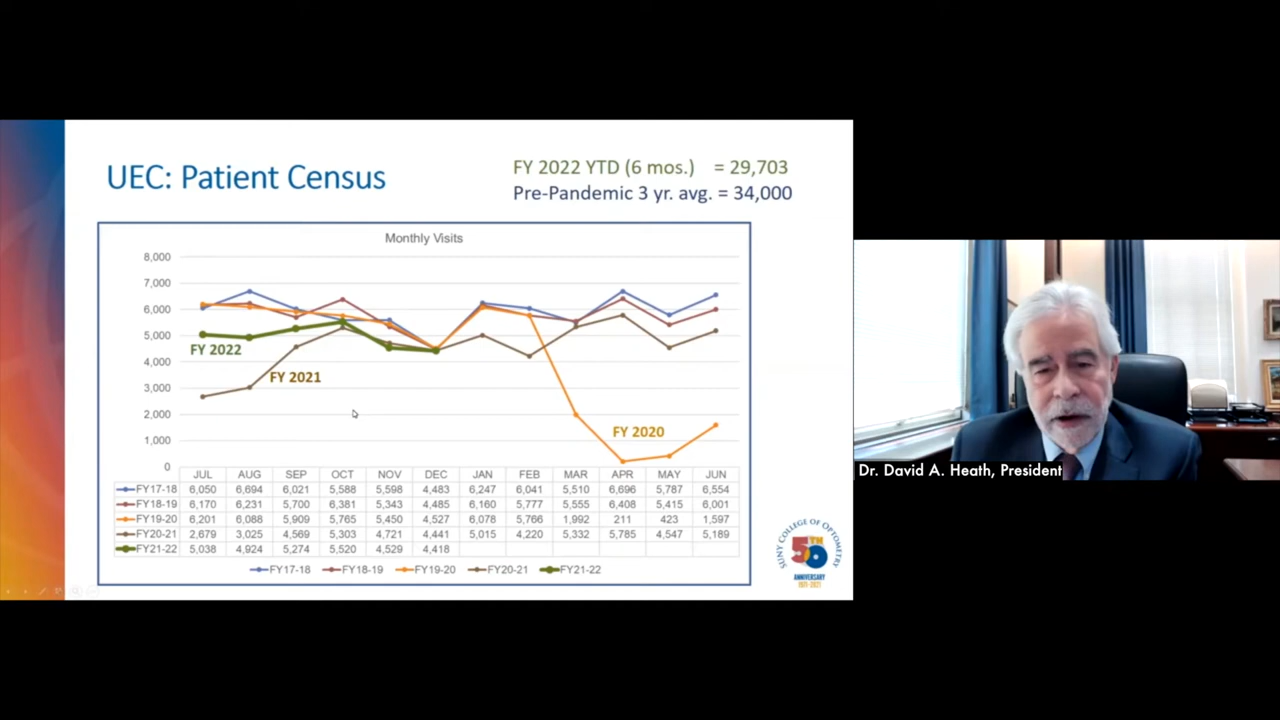 UEC: Patient Census
FY 2022 YTD (6 mos.) = 29,703
Pre-Pandemic 3 yr. avg. = 34,000
Monthly Visits
8,000
7,000
6,000
5,000
4,000
3,000
2,000
1,000
0
FY 2022
FY 2021
FY 2020
JUL AUG SEP OCT NOV DEC JAN FEB MAR APR MAY JUN
FY17-18 6,050 6,694 6,021 5,588 5,598 4,483 6,247 6,041 5,510 6,696 5,787 6,554
FY18-19 6,170 6,231 5,700 6,381 5,343 4,485 6,160 5,777 5,555 6,408 5,415 6,001
FY19-20 6,201 6,088 5,909 5,765 5,450 4,527 6,078 5,766 1,992 211 423 1,597
FY20-21 2,679 3,025 4,569 5,303 4,721 4,441 5,015 4,220 5,332 5,785 4,547 5,189
FY21-22 5,038 4,924 5,274 5,520 4,529 4,418
FY17-18 FY18-19 FY19-20 FY20-21 FY21-22
SUNY COLLEGE OF OPTOMETRY
50TH
ANNIVERSARY
1971-2021
Dr. David A. Heath, President